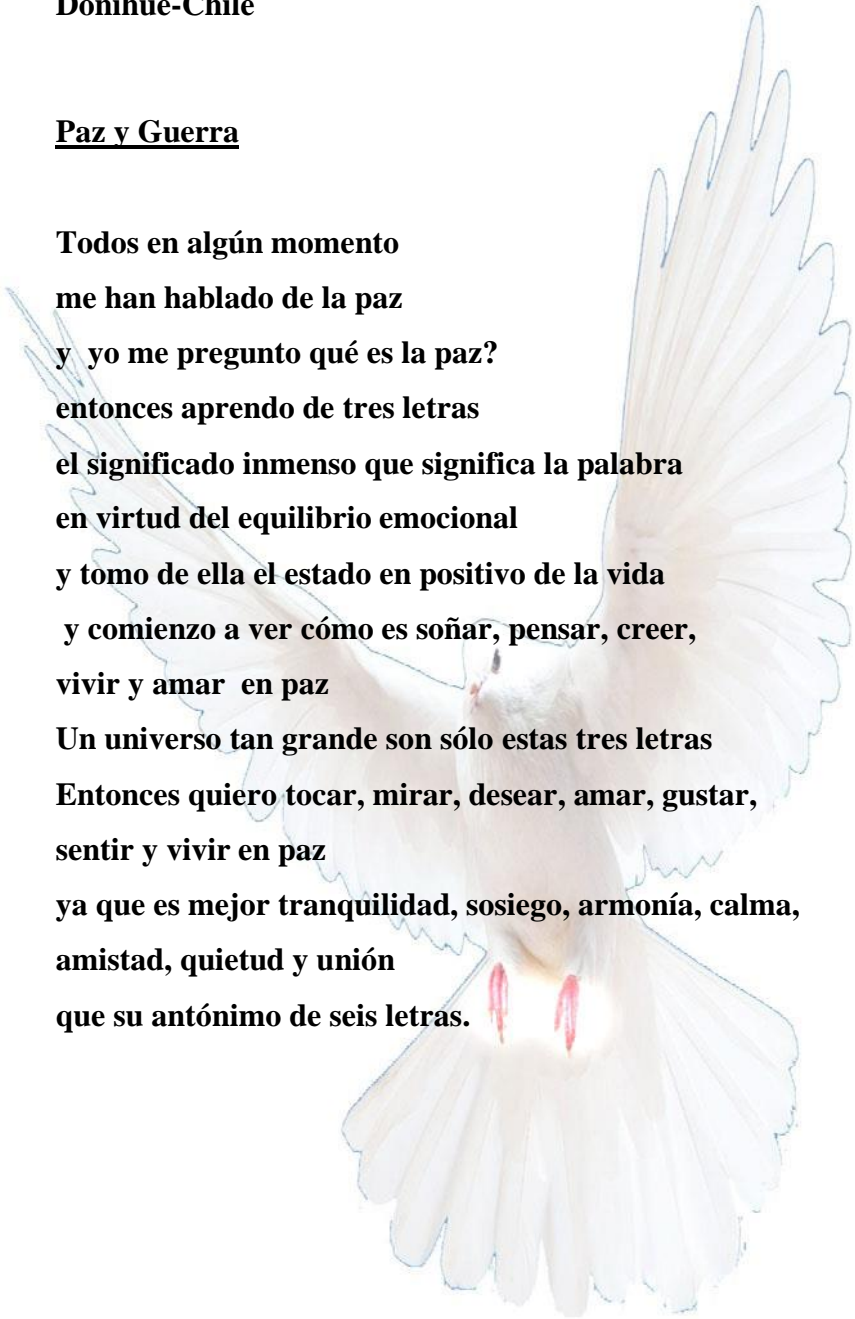 Doñihue-Chile
Paz y Guerra
Todos en algún momento
me han hablado de la paz
y  yo me pregunto qué es la paz?
entonces aprendo de tres letras
el significado inmenso que significa la palabra
en virtud del equilibrio emocional
y tomo de ella el estado en positivo de la vida
y comienzo a ver cómo es soñar, pensar, creer,
vivir y amar  en paz
Un universo tan grande son sólo estas tres letras
Entonces quiero tocar, mirar, desear, amar, gustar,
sentir y vivir en paz
ya que es mejor tranquilidad, sosiego, armonía, calma,
amistad, quietud y unión
que su antónimo de seis letras.